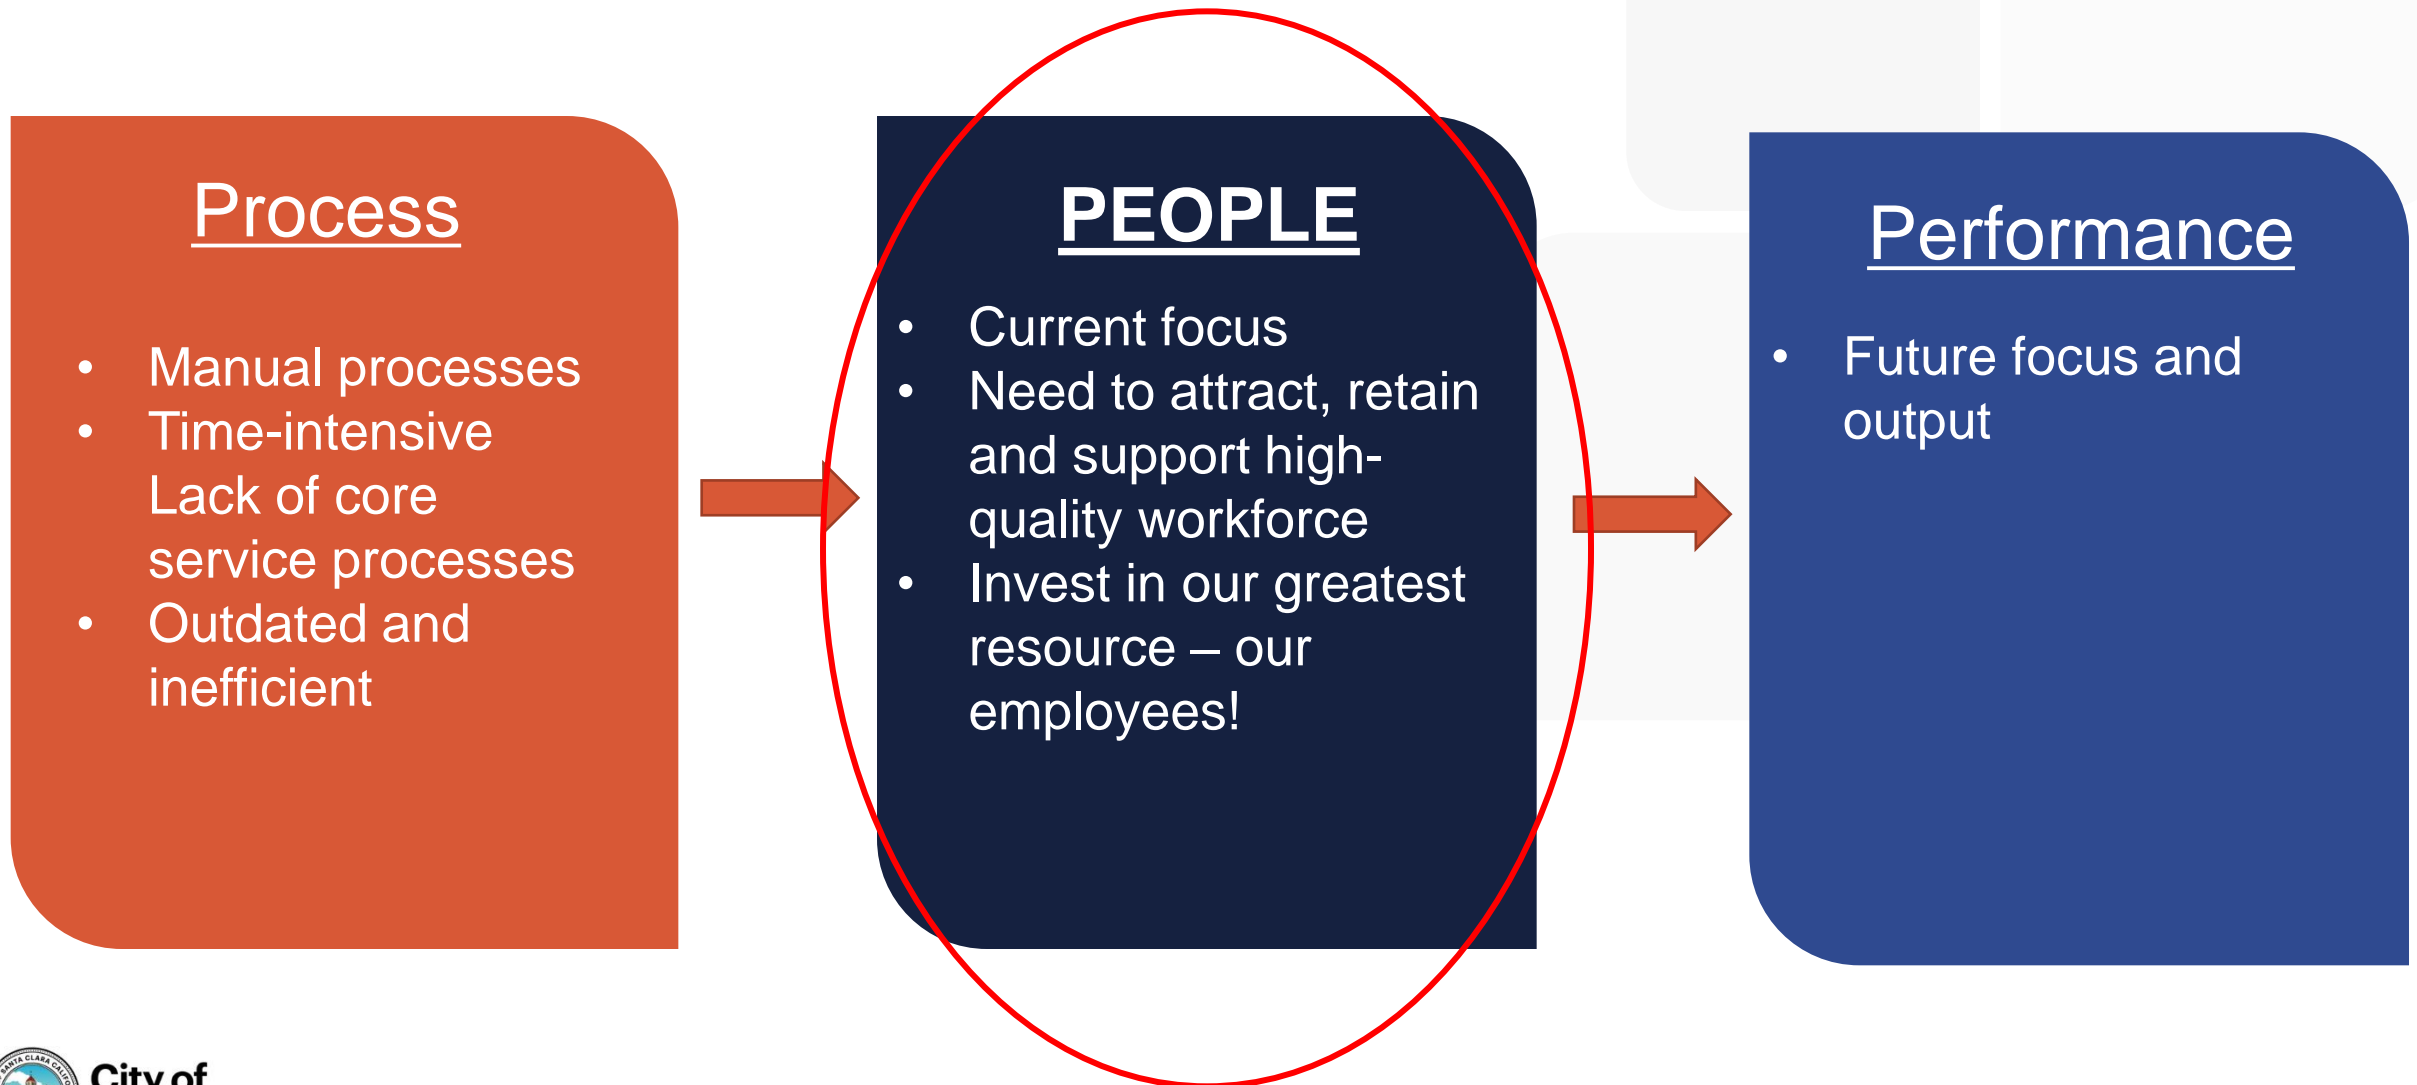 Process
• Manual processes
• Time-intensive
Lack of core
service processes
• Outdated and
inefficient
PEOPLE
• Current focus
• Need to attract, retain
and support high-
quality workforce
• Invest in our greatest
resource – our
employees!
Performance
• Future focus and
output
SANTA CLARA
City of